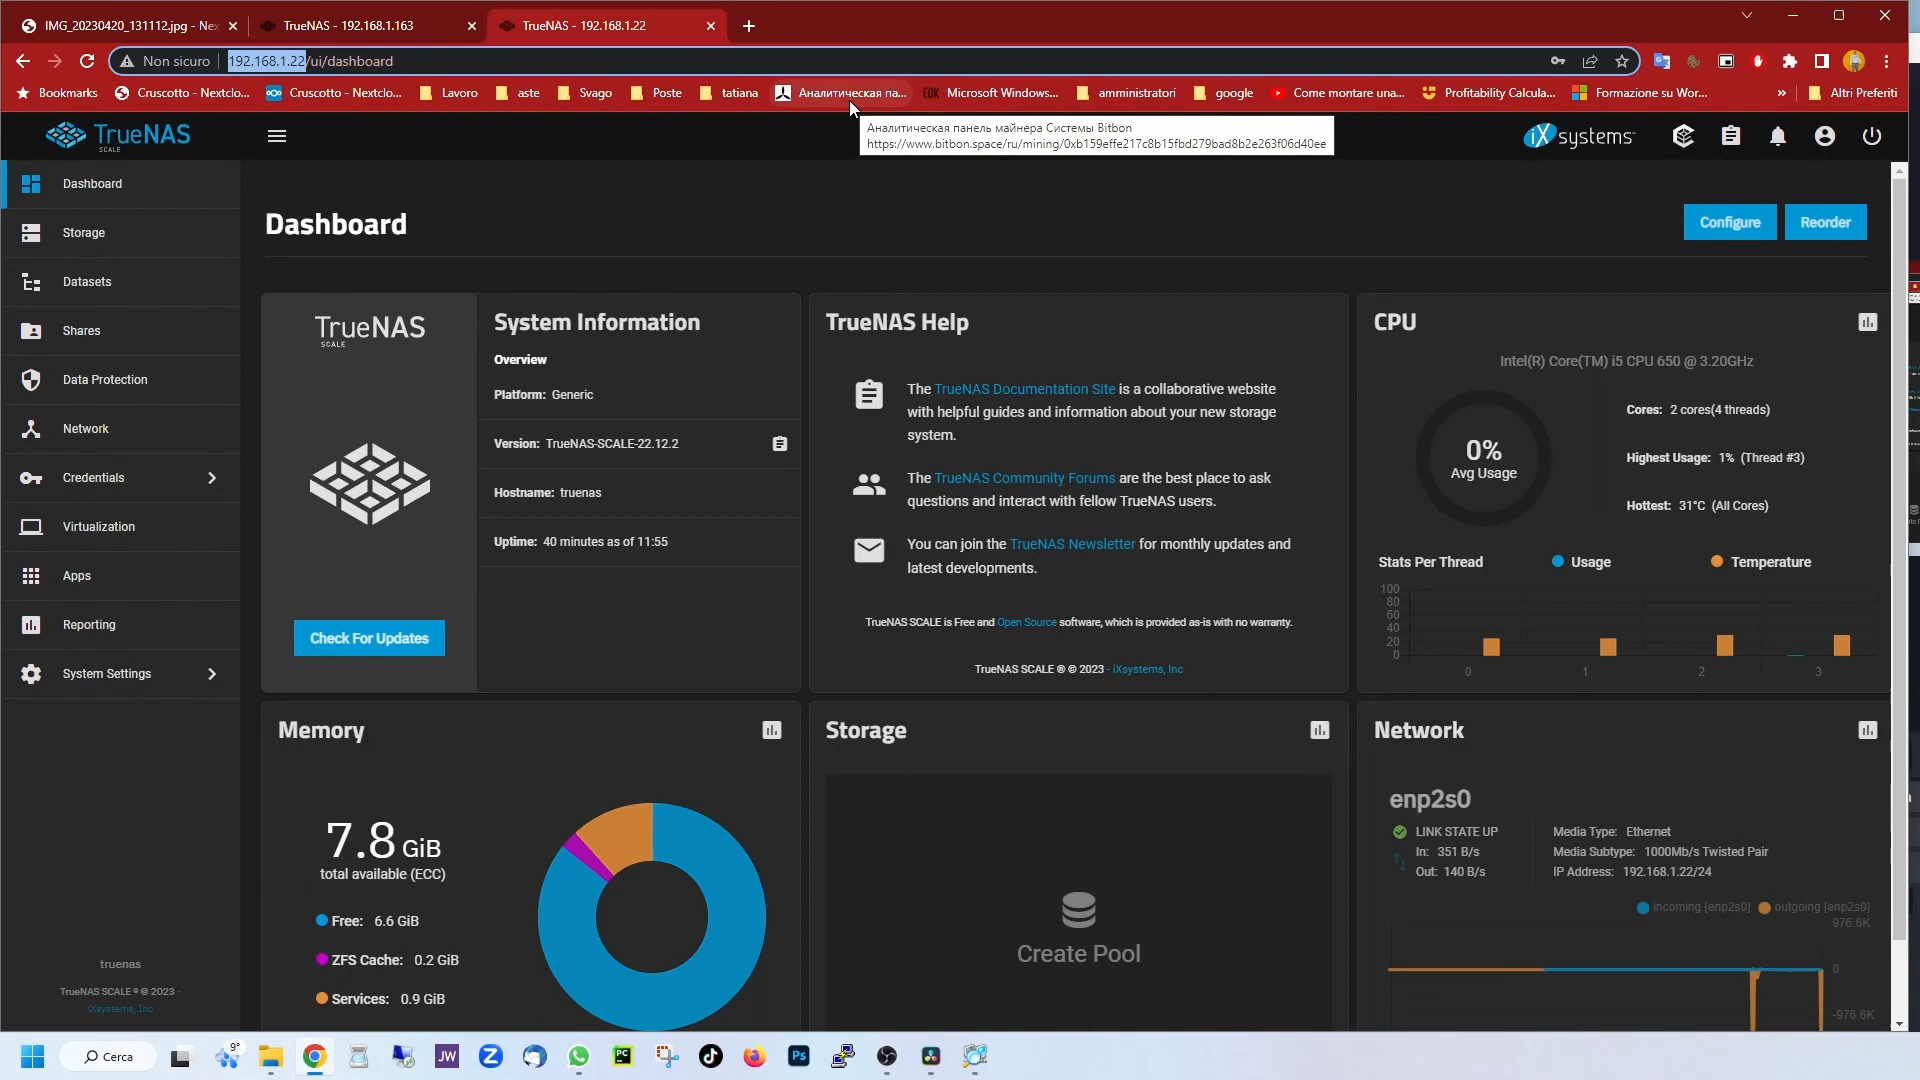 IMG_20230420_131112.jpg - Nex
TrueNAS - 192.168.1.163
TrueNAS - 192.168.1.22
Non sicuro
192.168.1.22/ui/dashboard
Bookmarks
Cruscotto - Nextclo...
Cruscotto - Nextclo...
Lavoro
aste
Svago
Poste
tatiana
Аналитическая па...
CDK
Microsoft Windows...
amministratori
google
Come montare una...
Profitability Calcula...
Formazione su Wor...
»
Altri Preferiti
Аналитическая панель майнера Системы Bitbon
https://www.bitbon.space/ru/mining/0xb159effe217c8b15fbd279bad8b2e263f06d40ee
TrueNAS
SCALE
iXsystems
Dashboard
Storage
Datasets
Shares
Data Protection
Network
Credentials
Virtualization
Apps
Reporting
System Settings
truenas
TrueNAS SCALE ® © 2023 -
iXsystems, Inc
Dashboard
Configure
Reorder
TrueNAS
SCALE
Check For Updates
System Information
Overview
Platform: Generic
Version: TrueNAS-SCALE-22.12.2
Hostname: truenas
Uptime: 40 minutes as of 11:55
TrueNAS Help
The TrueNAS Documentation Site is a collaborative website
with helpful guides and information about your new storage
system.
The TrueNAS Community Forums are the best place to ask
questions and interact with fellow TrueNAS users.
You can join the TrueNAS Newsletter for monthly updates and
latest developments.
TrueNAS SCALE is Free and Open Source software, which is provided as-is with no warranty.
TrueNAS SCALE ® © 2023 - iXsystems, Inc
CPU
Intel(R) Core(TM) i5 CPU 650 @ 3.20GHz
0%
Avg Usage
Cores: 2 cores(4 threads)
Highest Usage: 1% (Thread #3)
Hottest: 31°C (All Cores)
Stats Per Thread
Usage
Temperature
100
80
60
40
20
0
0 1 2 3
Memory
7.8 GiB
total available (ECC)
Free: 6.6 GiB
ZFS Cache: 0.2 GiB
Services: 0.9 GiB
Storage
Create Pool
Network
enp2s0
LINK STATE UP
In: 351 B/s
Out: 140 B/s
Media Type: Ethernet
Media Subtype: 1000Mb/s Twisted Pair
IP Address: 192.168.1.22/24
incoming [enp2s0]
outgoing [enp2s0]
976.6K
0
-976.6K
Cerca
9°
JW
Z
PC
Ps